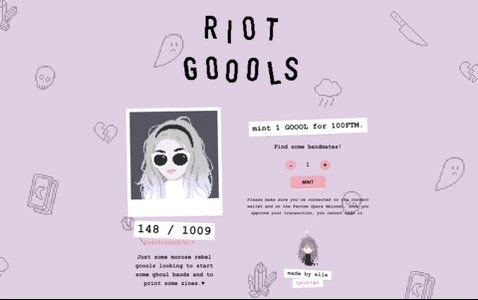 RIOT
GOOOLS
mint 1 GOOOL for 100FTM.
Find some bandmates!
- 1 +
MINT
Please make sure you're connected to the correct
wallet and on the Fantom Opera Mainnet. Once you
approve your transaction, you cannot undo it.
148 / 1009
Just some morose rebel
goools looking to start
some ghoul bands and to
print some zines.♥
made by ella
twitter